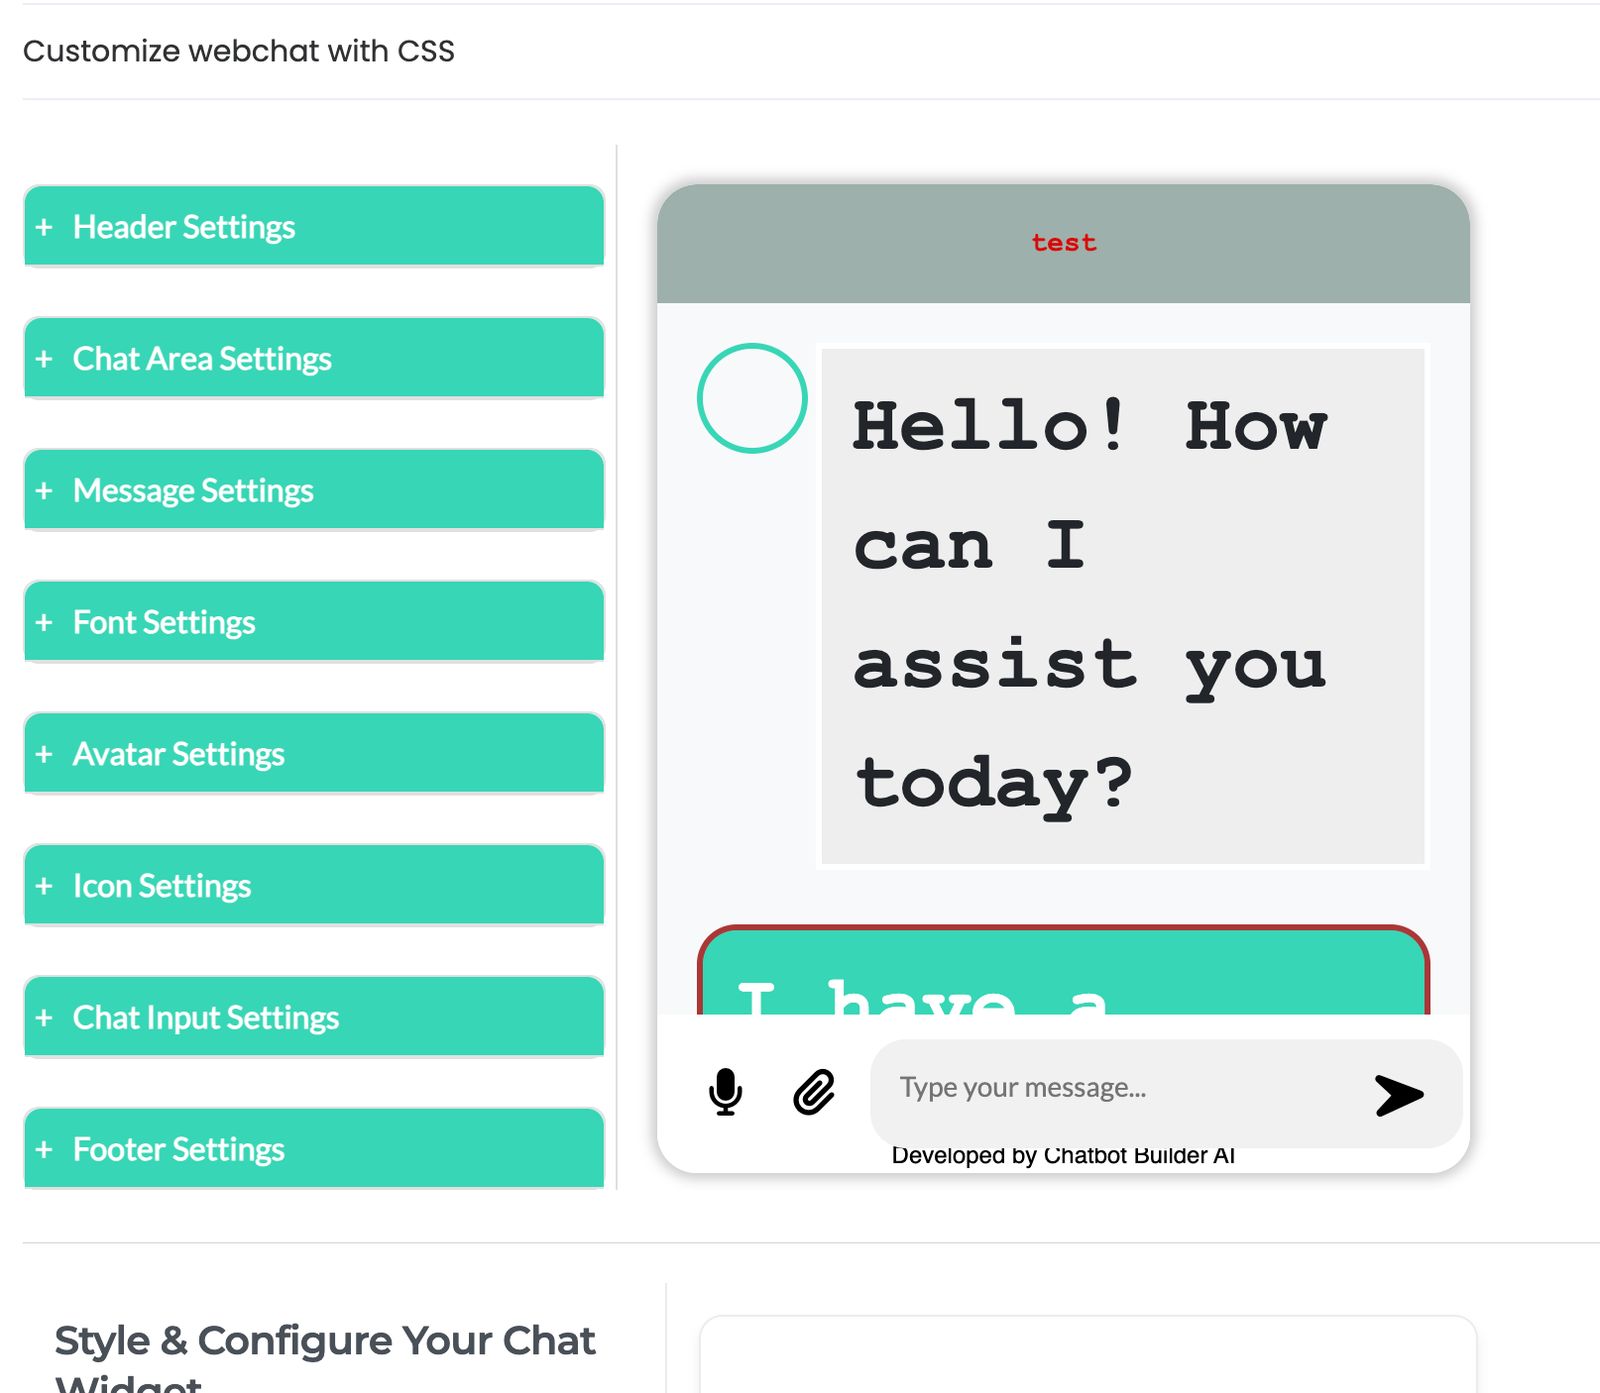 Customize webchat with CSS
+ Header Settings
+ Chat Area Settings
+ Message Settings
+ Font Settings
+ Avatar Settings
+ Icon Settings
+ Chat Input Settings
+ Footer Settings
test
Hello! How
can I
assist you
today?
I have a
Type your message...
Developed by Chatbot Builder AI
Style & Configure Your Chat
Widget